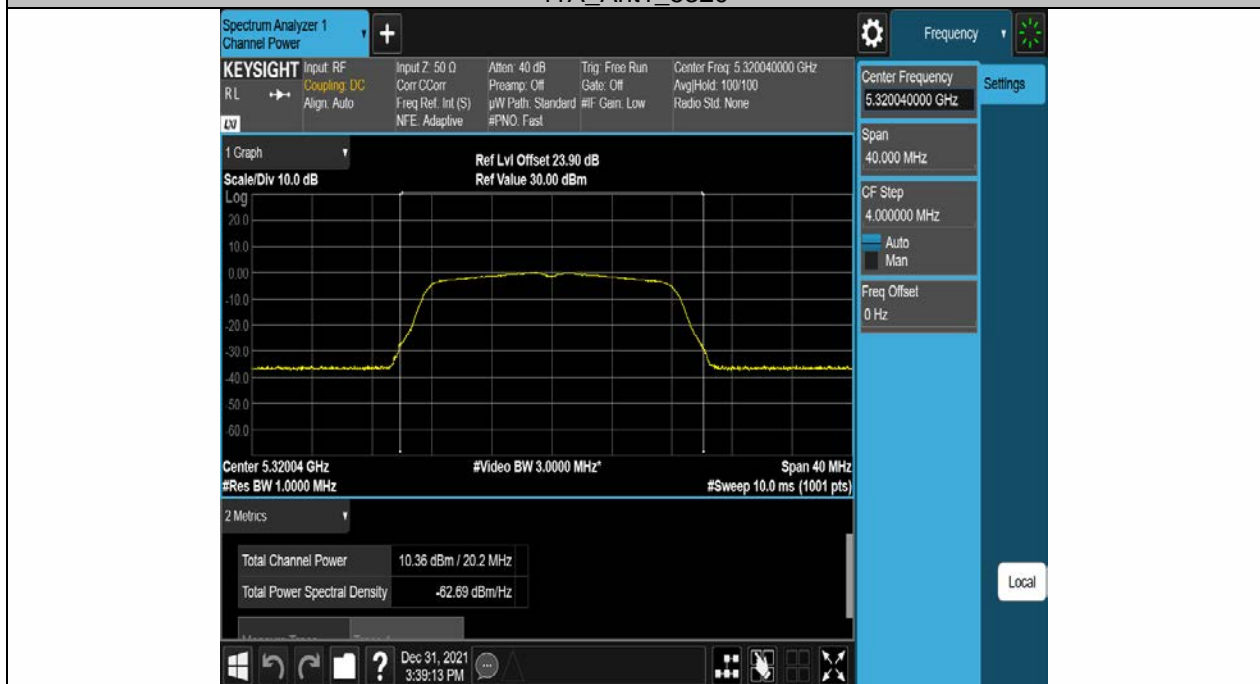 Spectrum Analyzer 1
Channel Power
+
Frequency
KEYSIGHT
RL
LXI
Input: RF
Coupling: DC
Align: Auto
Input Z: 50 Ω
Corr CCorr
Freq Ref: Int (S)
NFE: Adaptive
Atten: 40 dB
Preamp: Off
µW Path: Standard
#PNO: Fast
Trig: Free Run
Gate: Off
#IF Gain: Low
Center Freq: 5.320040000 GHz
Avg|Hold: 100/100
Radio Std: None
Center Frequency
5.320040000 GHz
Settings
Span
40.000 MHz
CF Step
4.000000 MHz
Auto
Man
Freq Offset
0 Hz
Local
1 Graph
Scale/Div 10.0 dB
Ref Lvl Offset 23.90 dB
Ref Value 30.00 dBm
Log
20.0
10.0
0.00
-10.0
-20.0
-30.0
-40.0
-50.0
-60.0
Center 5.32004 GHz
#Video BW 3.0000 MHz*
Span 40 MHz
#Res BW 1.0000 MHz
#Sweep 10.0 ms (1001 pts)
2 Metrics
Total Channel Power 10.36 dBm / 20.2 MHz
Total Power Spectral Density -62.69 dBm/Hz
?
Dec 31, 2021
3:39:13 PM